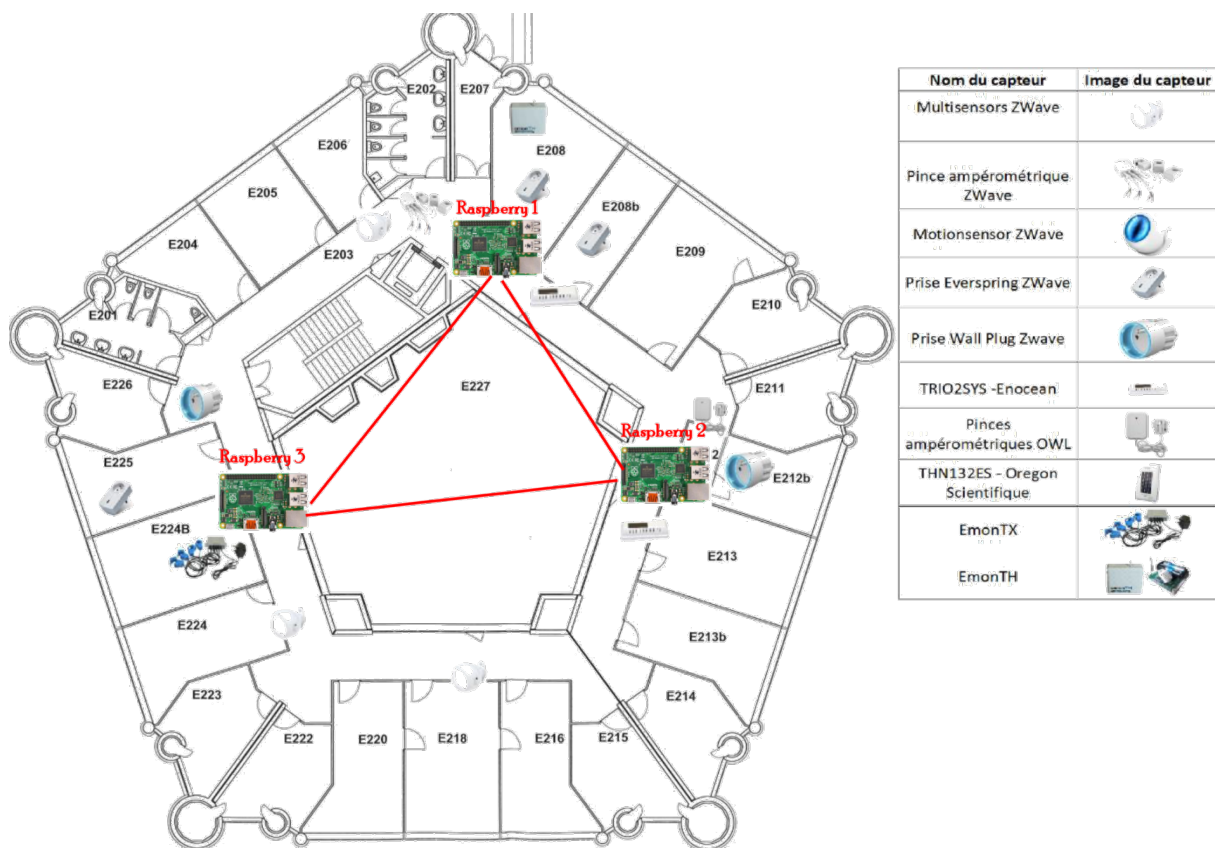 E202
E207
E206
E208
E205
Raspberry 1
E208b
E204
E203
E209
E210
E201
E226
E227
E211
Raspberry 2
2
E225
Raspberry 3
E212b
E224B
E213
E224
E213b
E223
E214
E222
E220
E218
E216
E215
Nom du capteur Image du capteur
Multisensors ZWave
Pince ampérométrique
ZWave
Motionsensor ZWave
Prise Everspring ZWave
Prise Wall Plug Zwave
TRIO2SYS -Enocean
Pinces
ampérométriques OWL
THN132ES - Oregon
Scientifique
EmonTX
EmonTH